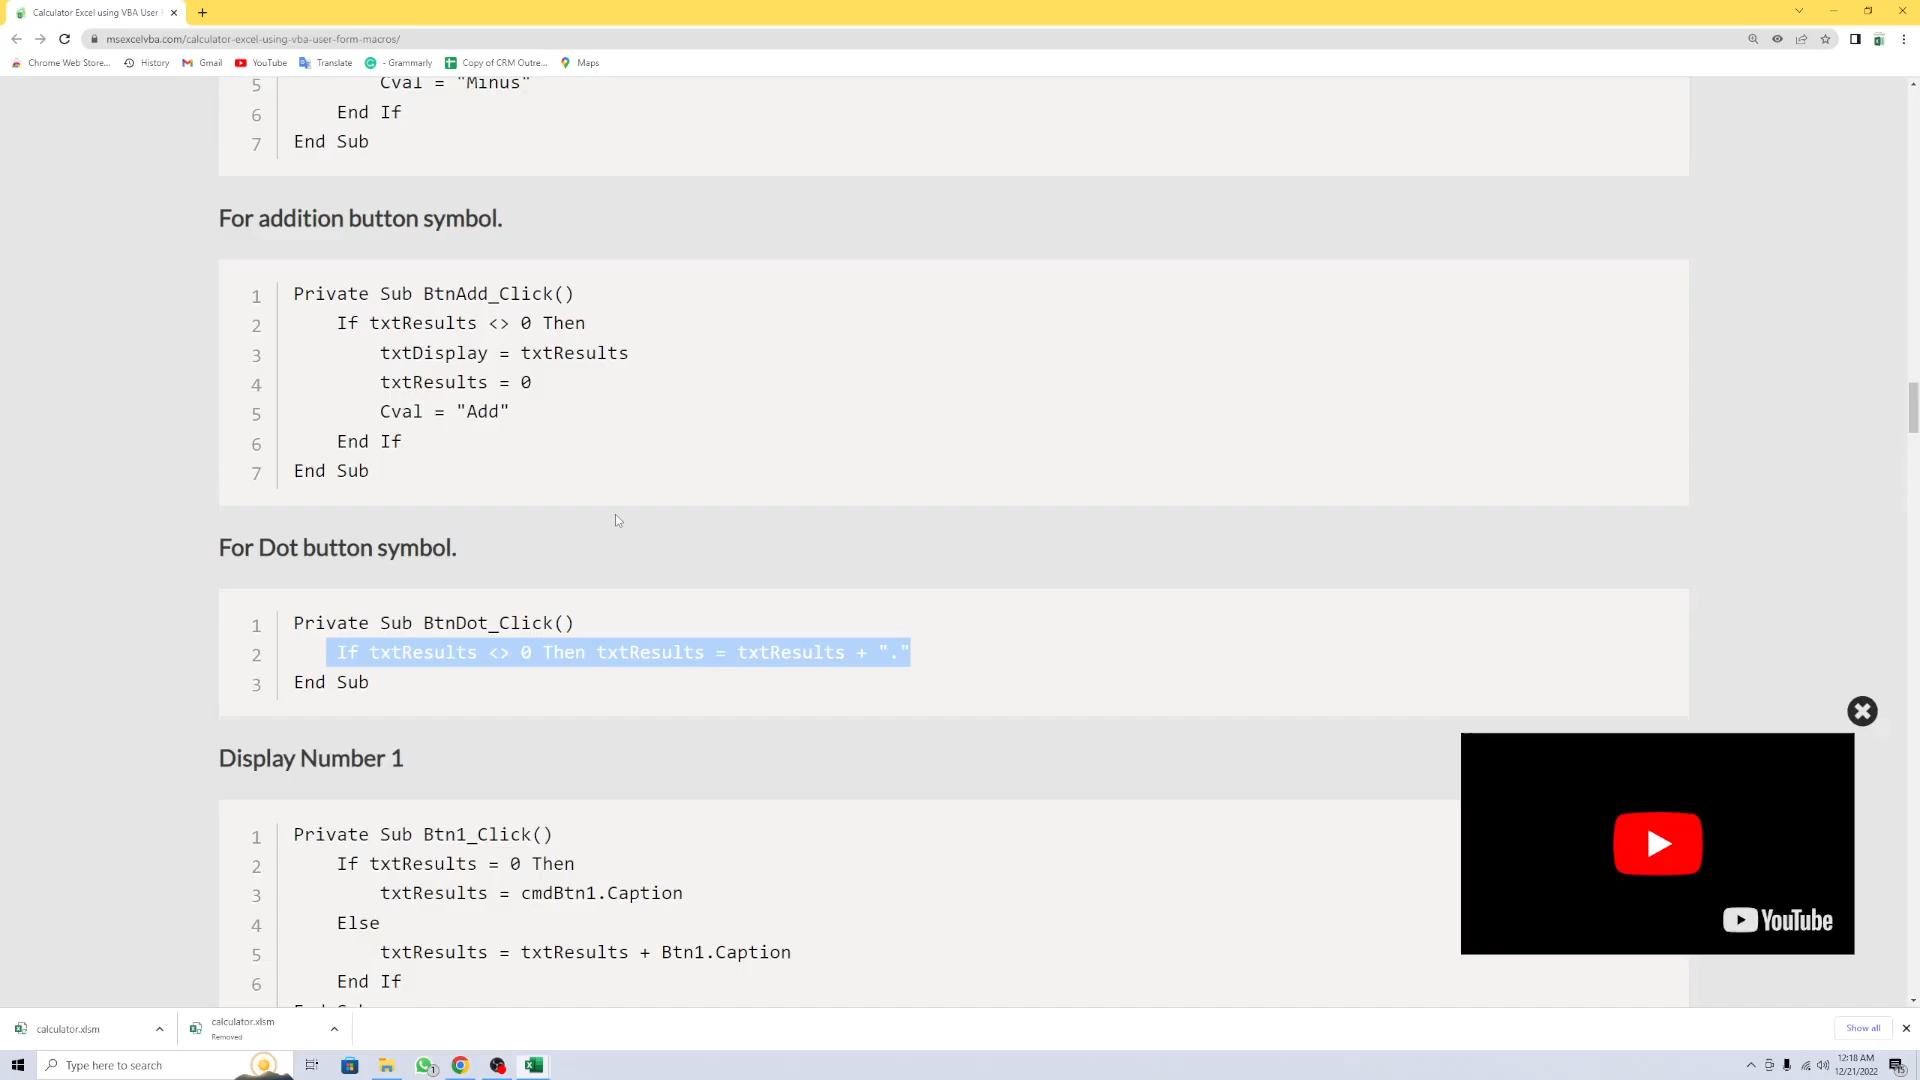 Calculator Excel using VBA User
msexcelvba.com/calculator-excel-using-vba-user-form-macros/
Chrome Web Store... History Gmail YouTube Translate - Grammarly Copy of CRM Outre... Maps
5 Cval = "Minus"
6 End If
7 End Sub
For addition button symbol.
1 Private Sub BtnAdd_Click()
2 If txtResults <> 0 Then
3 txtDisplay = txtResults
4 txtResults = 0
5 Cval = "Add"
6 End If
7 End Sub
For Dot button symbol.
1 Private Sub BtnDot_Click()
2 If txtResults <> 0 Then txtResults = txtResults + "."
3 End Sub
Display Number 1
1 Private Sub Btn1_Click()
2 If txtResults = 0 Then
3 txtResults = cmdBtn1.Caption
4 Else
5 txtResults = txtResults + Btn1.Caption
6 End If
YouTube
calculator.xlsm
calculator.xlsm
Removed
Show all
Type here to search
1
12:18 AM
12/21/2022
15